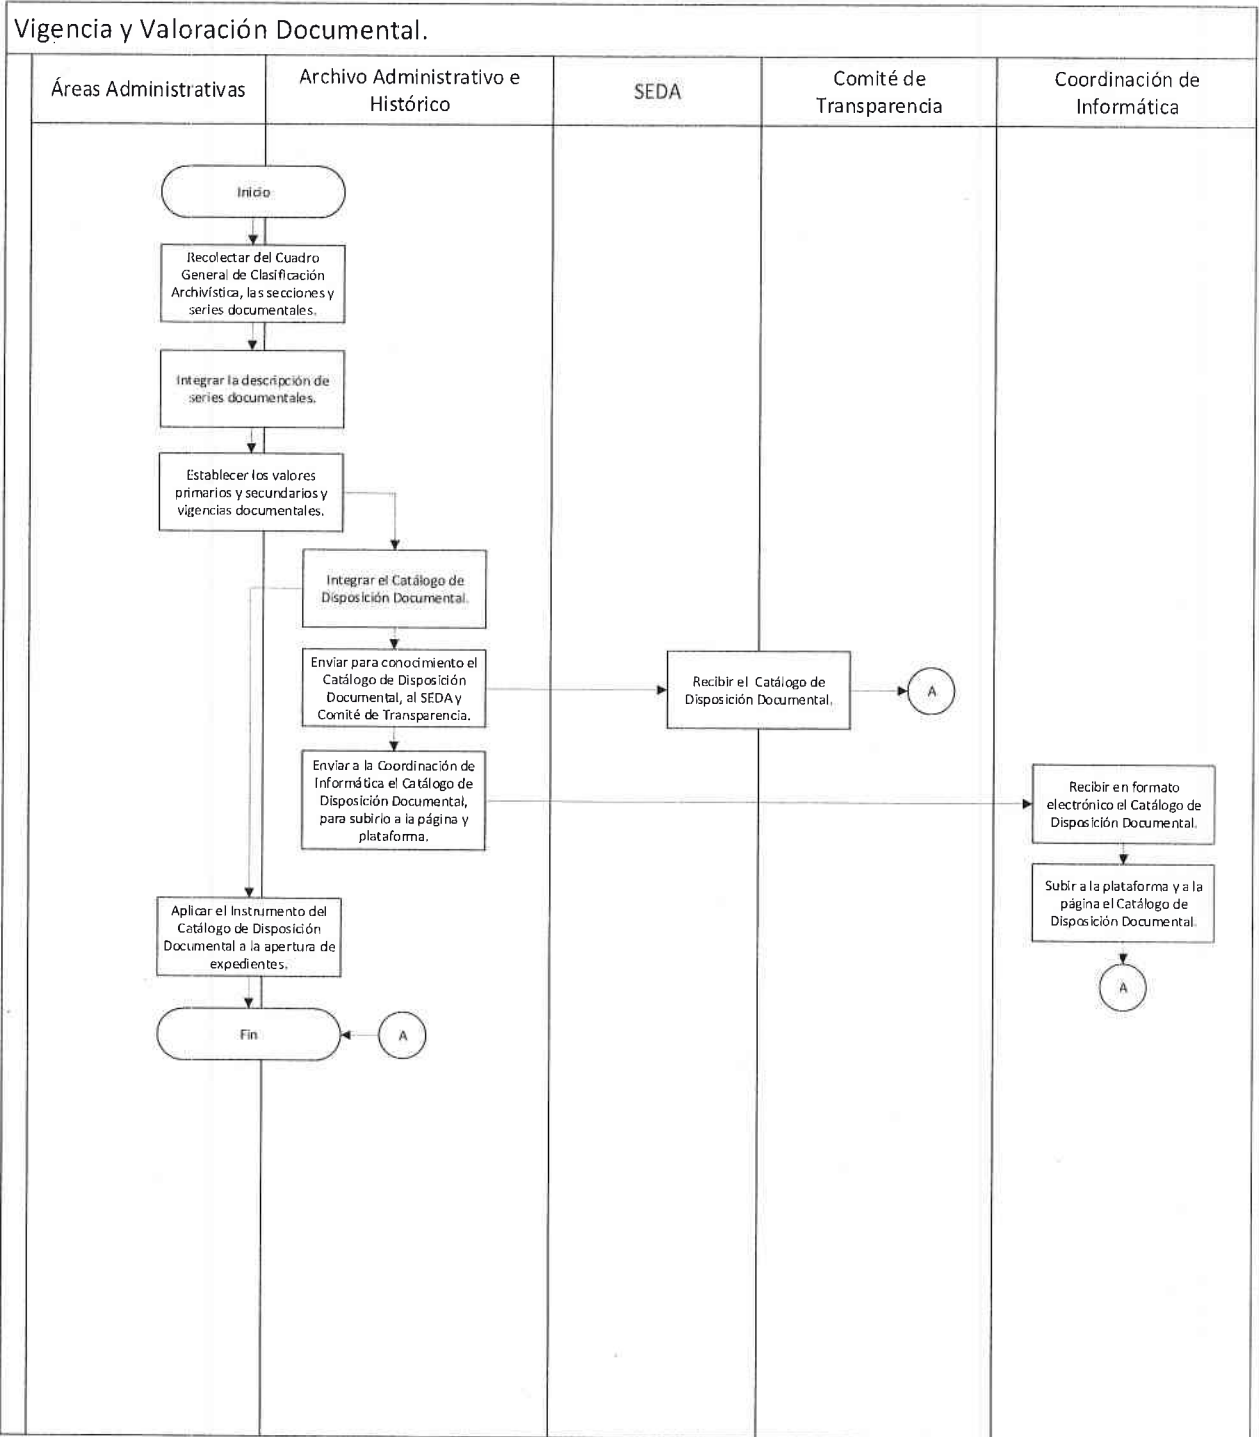 Vigencia y Valoración Documental.
Áreas Administrativas
Archivo Administrativo e
Histórico
SEDA
Comité de
Transparencia
Coordinación de
Informática
Inicio
Recolectar del Cuadro
General de Clasificación
Archivística, las secciones y
series documentales.
Integrar la descripción de
series documentales.
Establecer los valores
primarios y secundarios y
vigencias documentales.
Integrar el Catálogo de
Disposición Documental.
Enviar para conocimiento el
Catálogo de Disposición
Documental, al SEDA y
Comité de Transparencia.
Recibir el Catálogo de
Disposición Documental.
A
Enviar a la Coordinación de
Informática el Catálogo de
Disposición Documental,
para subirlo a la página y
plataforma.
Recibir en formato
electrónico el Catálogo de
Disposición Documental.
Subir a la plataforma y a la
página el Catálogo de
Disposición Documental.
A
Aplicar el Instrumento del
Catálogo de Disposición
Documental a la apertura de
expedientes.
Fin
A